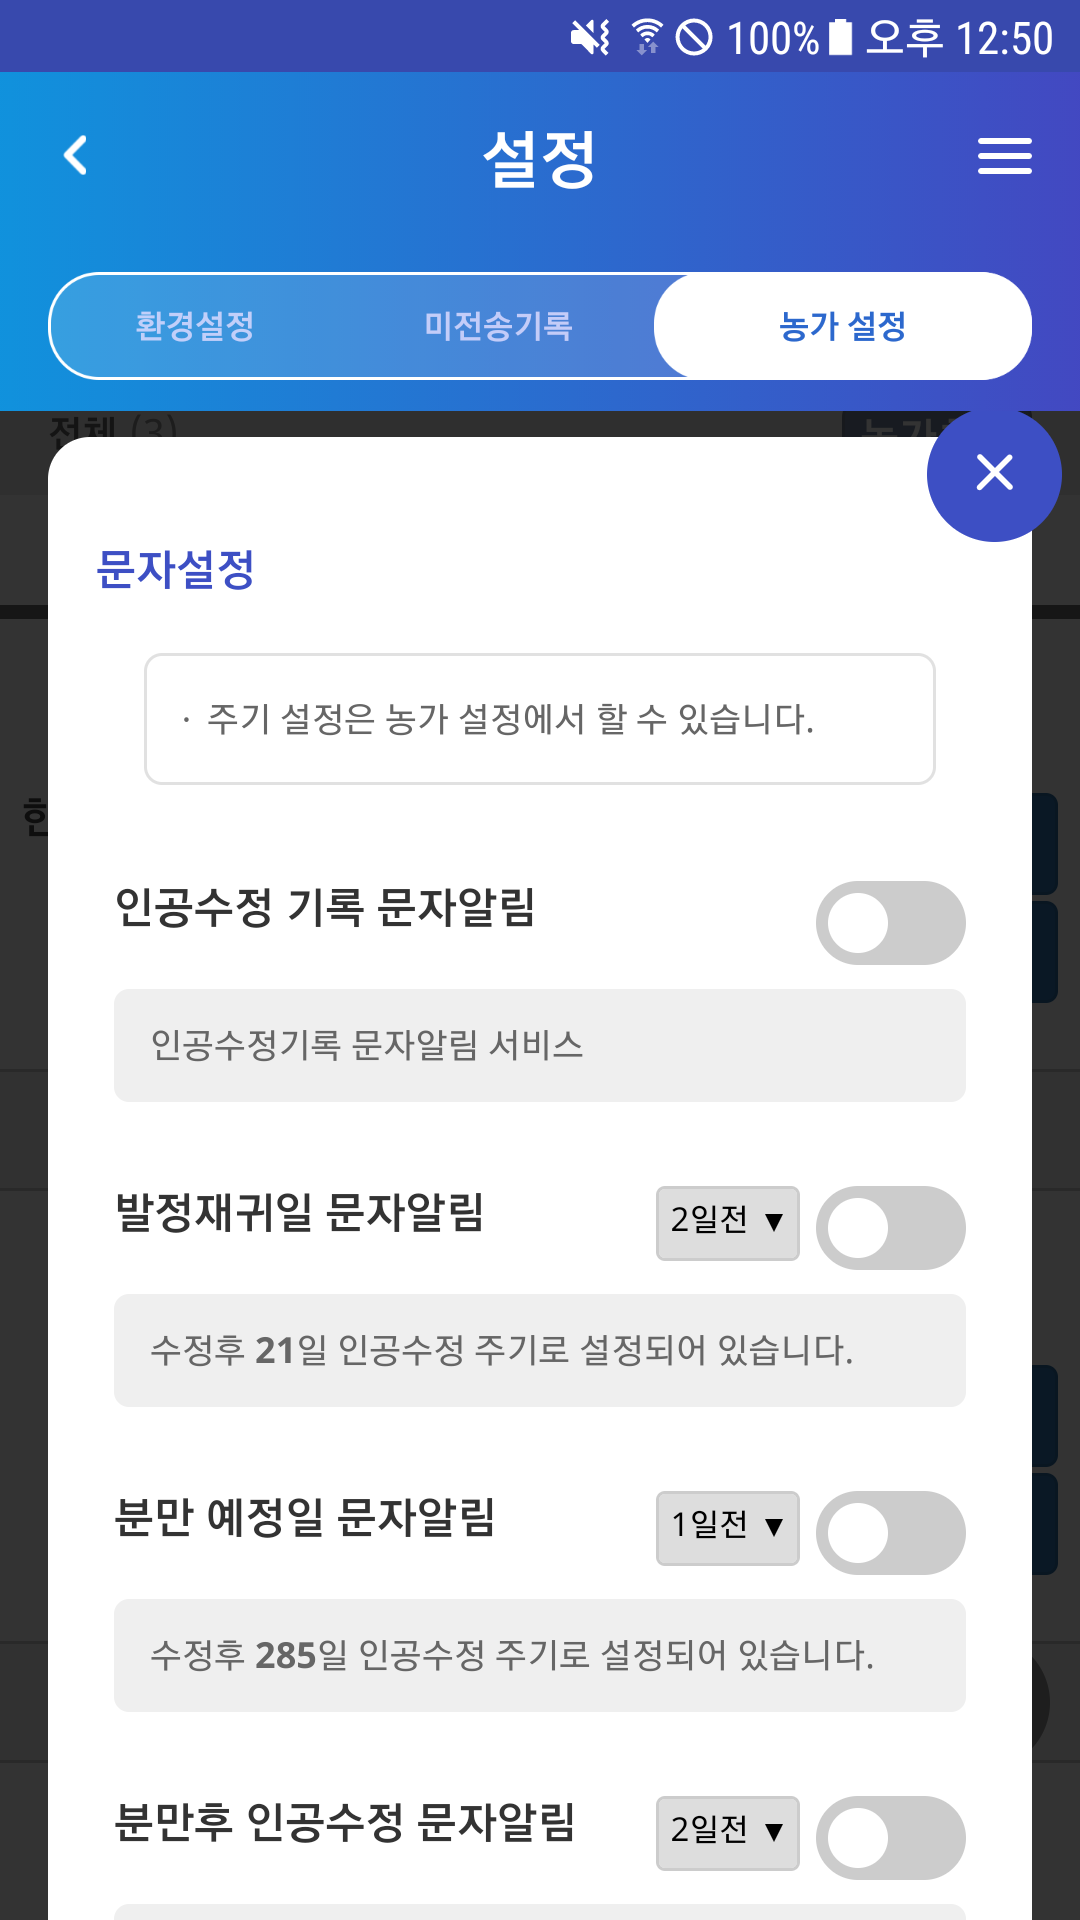 100% 오후 12:50
설정
환경설정 미전송기록 농가 설정
전체 (3)
문자설정
· 주기 설정은 농가 설정에서 할 수 있습니다.
인공수정 기록 문자알림
인공수정기록 문자알림 서비스
발정재귀일 문자알림 2일전 ▼
수정후 21일 인공수정 주기로 설정되어 있습니다.
분만 예정일 문자알림 1일전 ▼
수정후 285일 인공수정 주기로 설정되어 있습니다.
분만후 인공수정 문자알림 2일전 ▼